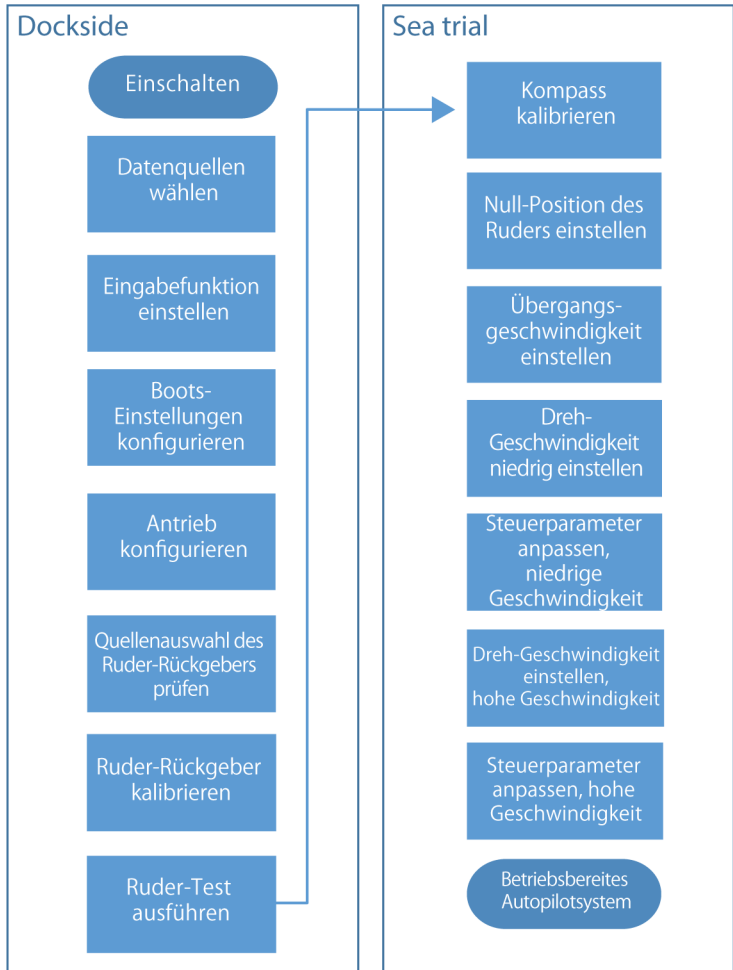 Dockside
Einschalten
Datenquellen
wählen
Eingabefunktion
einstellen
Boots-
Einstellungen
konfigurieren
Antrieb
konfigurieren
Quellenauswahl des
Ruder-Rückgebers
prüfen
Ruder-Rückgeber
kalibrieren
Ruder-Test
ausführen
Sea trial
Kompass
kalibrieren
Null-Position des
Ruders einstellen
Übergangs-
geschwindigkeit
einstellen
Dreh-
Geschwindigkeit
niedrig einstellen
Steuerparameter
anpassen,
niedrige
Geschwindigkeit
Dreh-Geschwindigkeit
einstellen,
hohe Geschwindigkeit
Steuerparameter
anpassen, hohe
Geschwindigkeit
Betriebsbereites
Autopilotsystem